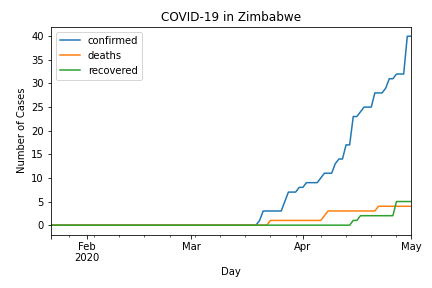 COVID-19 in Zimbabwe
confirmed
deaths
recovered
Number of Cases
40
35
30
25
20
15
10
5
0
Feb
2020
Mar
Apr
May
Day